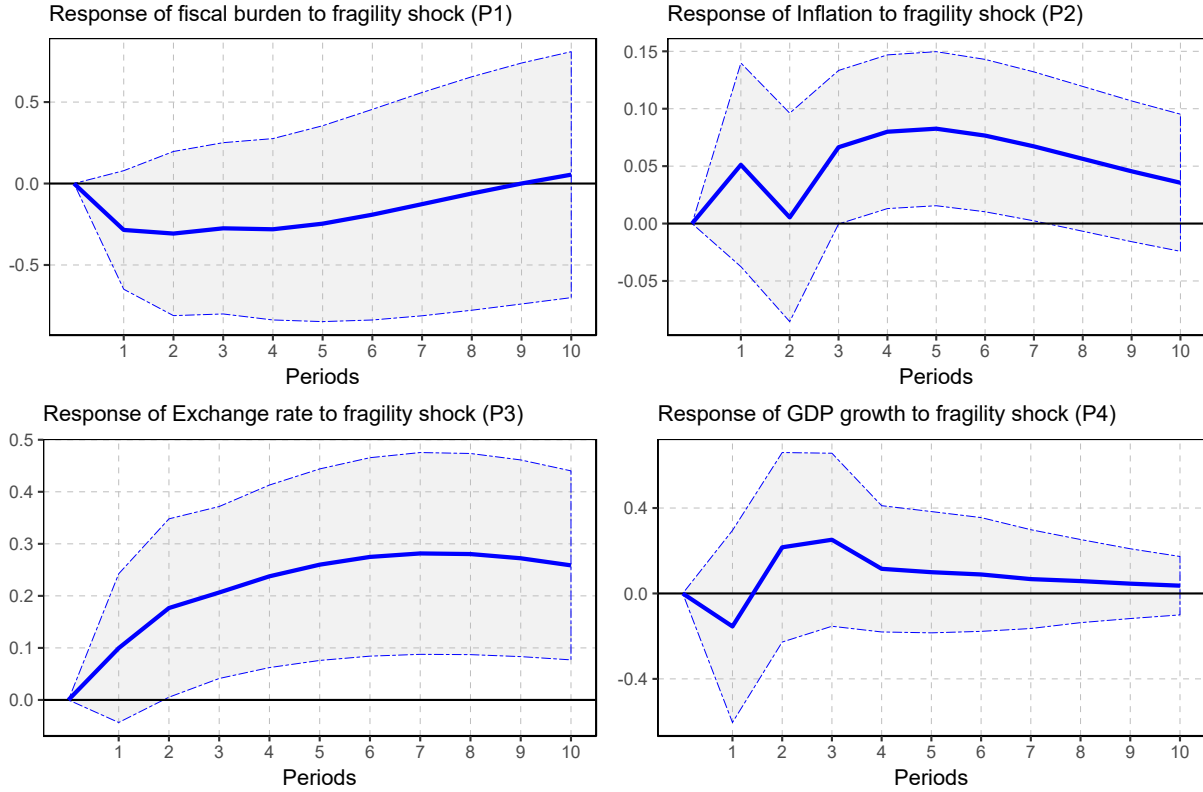 Response of fiscal burden to fragility shock (P1)
0.5
0.0
-0.5
1 2 3 4 5 6 7 8 9 10
Periods
Response of Inflation to fragility shock (P2)
0.15
0.10
0.05
0.00
-0.05
1 2 3 4 5 6 7 8 9 10
Periods
Response of Exchange rate to fragility shock (P3)
0.5
0.4
0.3
0.2
0.1
0.0
1 2 3 4 5 6 7 8 9 10
Periods
Response of GDP growth to fragility shock (P4)
0.4
0.0
-0.4
1 2 3 4 5 6 7 8 9 10
Periods